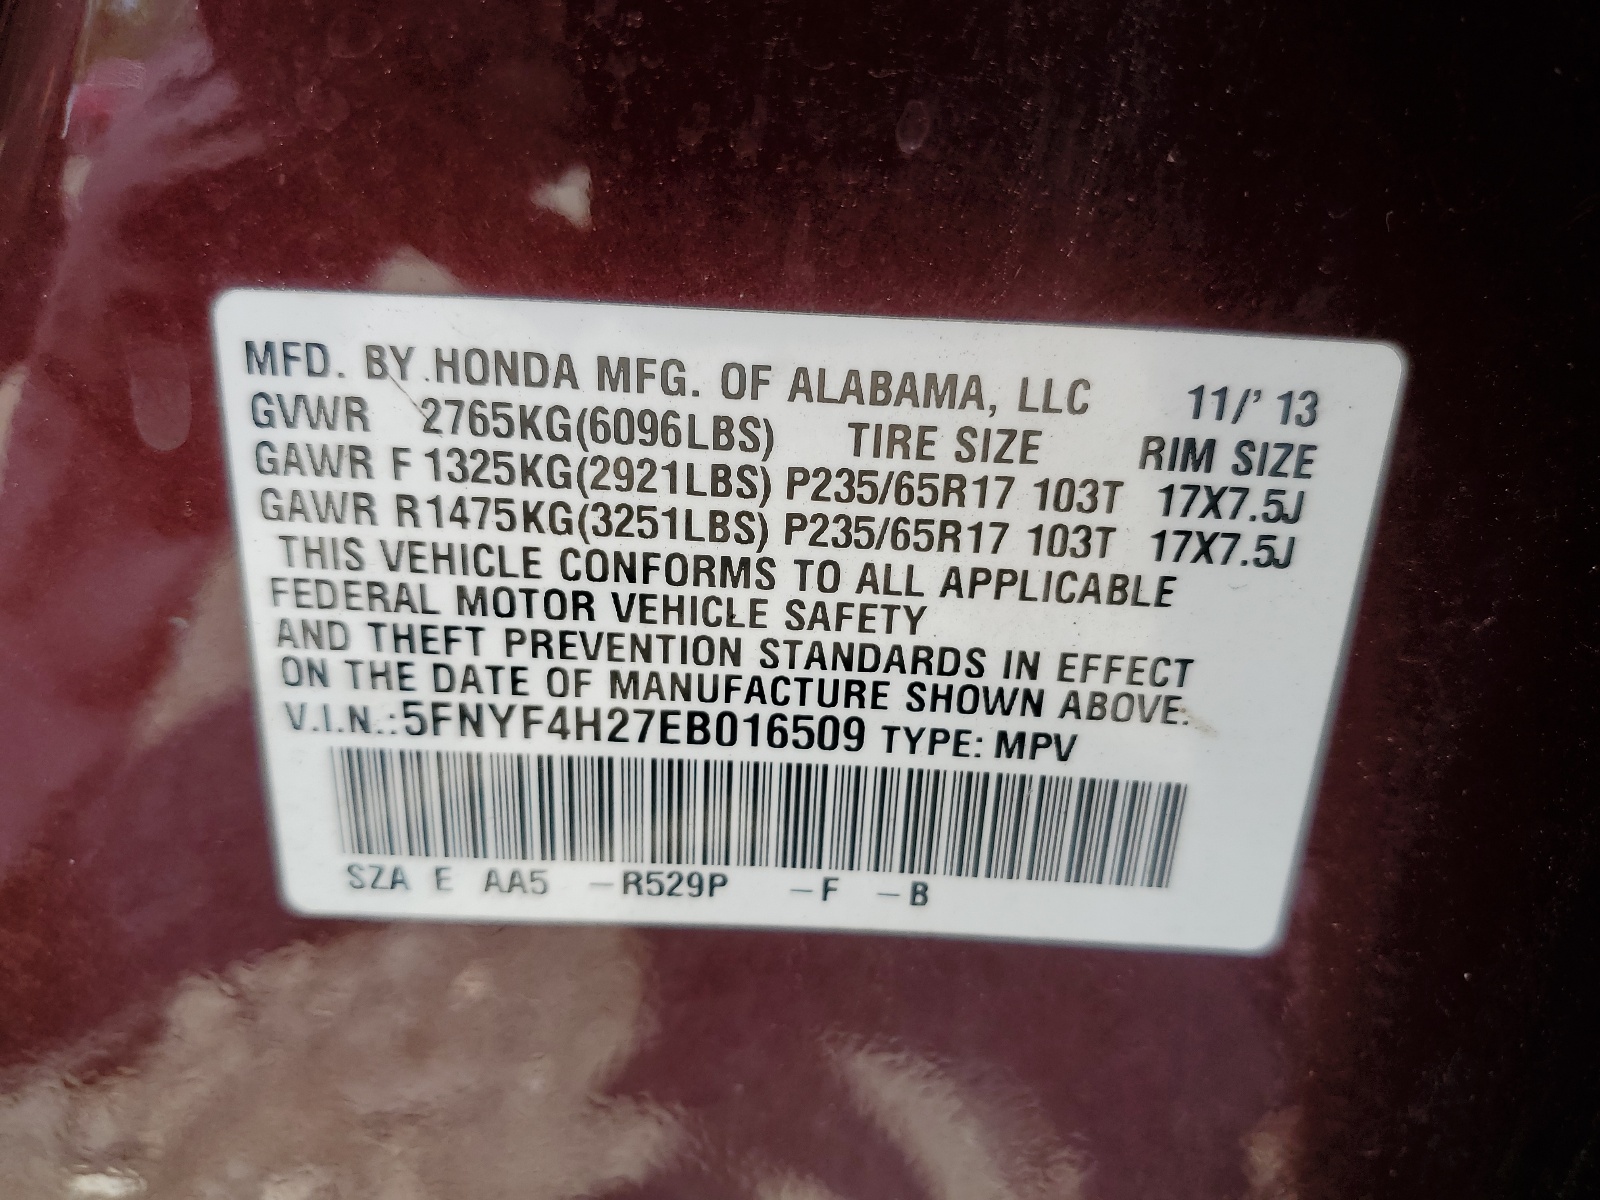 MFD. BY HONDA MFG. OF ALABAMA, LLC 11/' 13
GVWR 2765KG(6096LBS) TIRE SIZE RIM SIZE
GAWR F 1325KG(2921LBS) P235/65R17 103T 17X7.5J
GAWR R1475KG(3251LBS) P235/65R17 103T 17X7.5J
THIS VEHICLE CONFORMS TO ALL APPLICABLE
FEDERAL MOTOR VEHICLE SAFETY
AND THEFT PREVENTION STANDARDS IN EFFECT
ON THE DATE OF MANUFACTURE SHOWN ABOVE.
V.I.N.:5FNYF4H27EB016509 TYPE: MPV
SZA E AA5 –R529P –F –B